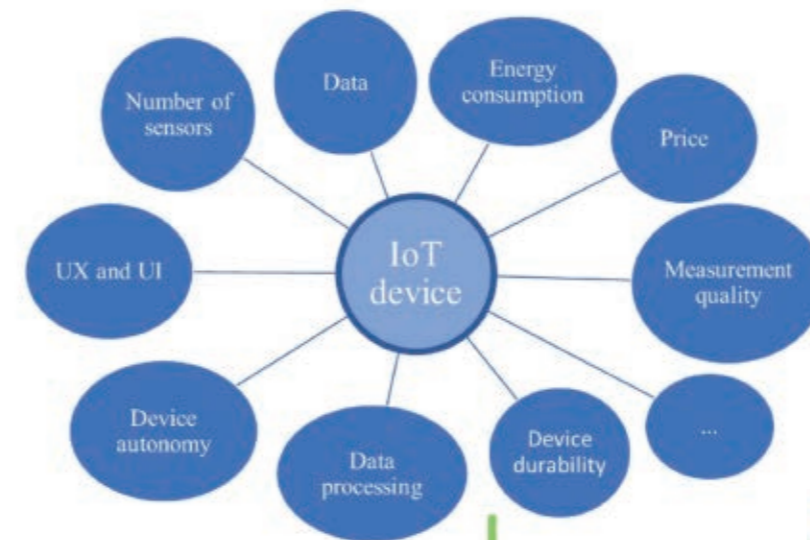 Data
Energy
consumption
Number of
sensors
Price
UX and UI
IoT
device
Measurement
quality
Device
autonomy
Data
processing
Device
durability
...